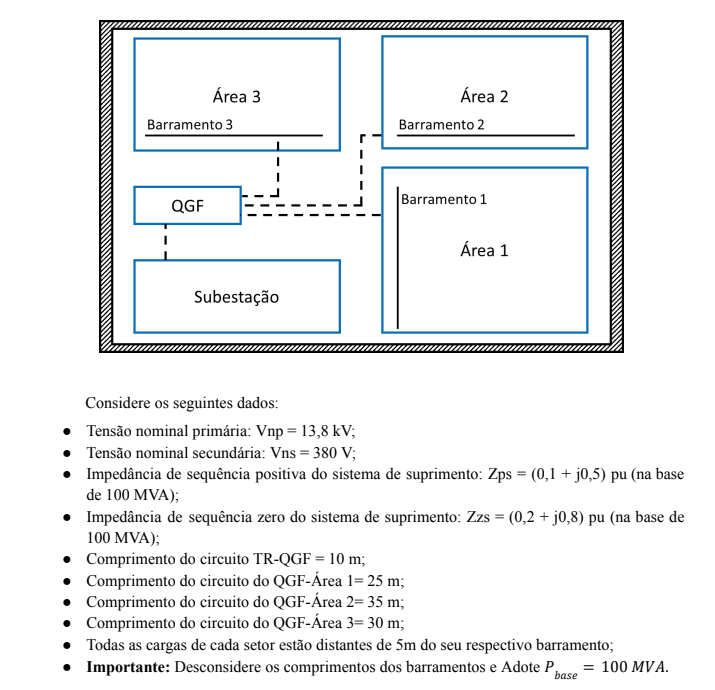 Área 3
Barramento 3
Área 2
Barramento 2
QGF
Barramento 1
Área 1
Subestação
Considere os seguintes dados:
● Tensão nominal primária: Vnp = 13,8 kV;
● Tensão nominal secundária: Vns = 380 V;
● Impedância de sequência positiva do sistema de suprimento: Zps = (0,1 + j0,5) pu (na base
de 100 MVA);
● Impedância de sequência zero do sistema de suprimento: Zzs = (0,2 + j0,8) pu (na base de
100 MVA);
● Comprimento do circuito TR-QGF = 10 m;
● Comprimento do circuito do QGF-Área 1= 25 m;
● Comprimento do circuito do QGF-Área 2= 35 m;
● Comprimento do circuito do QGF-Área 3= 30 m;
● Todas as cargas de cada setor estão distantes de 5m do seu respectivo barramento;
● Importante: Desconsidere os comprimentos dos barramentos e Adote P_base = 100 MVA.